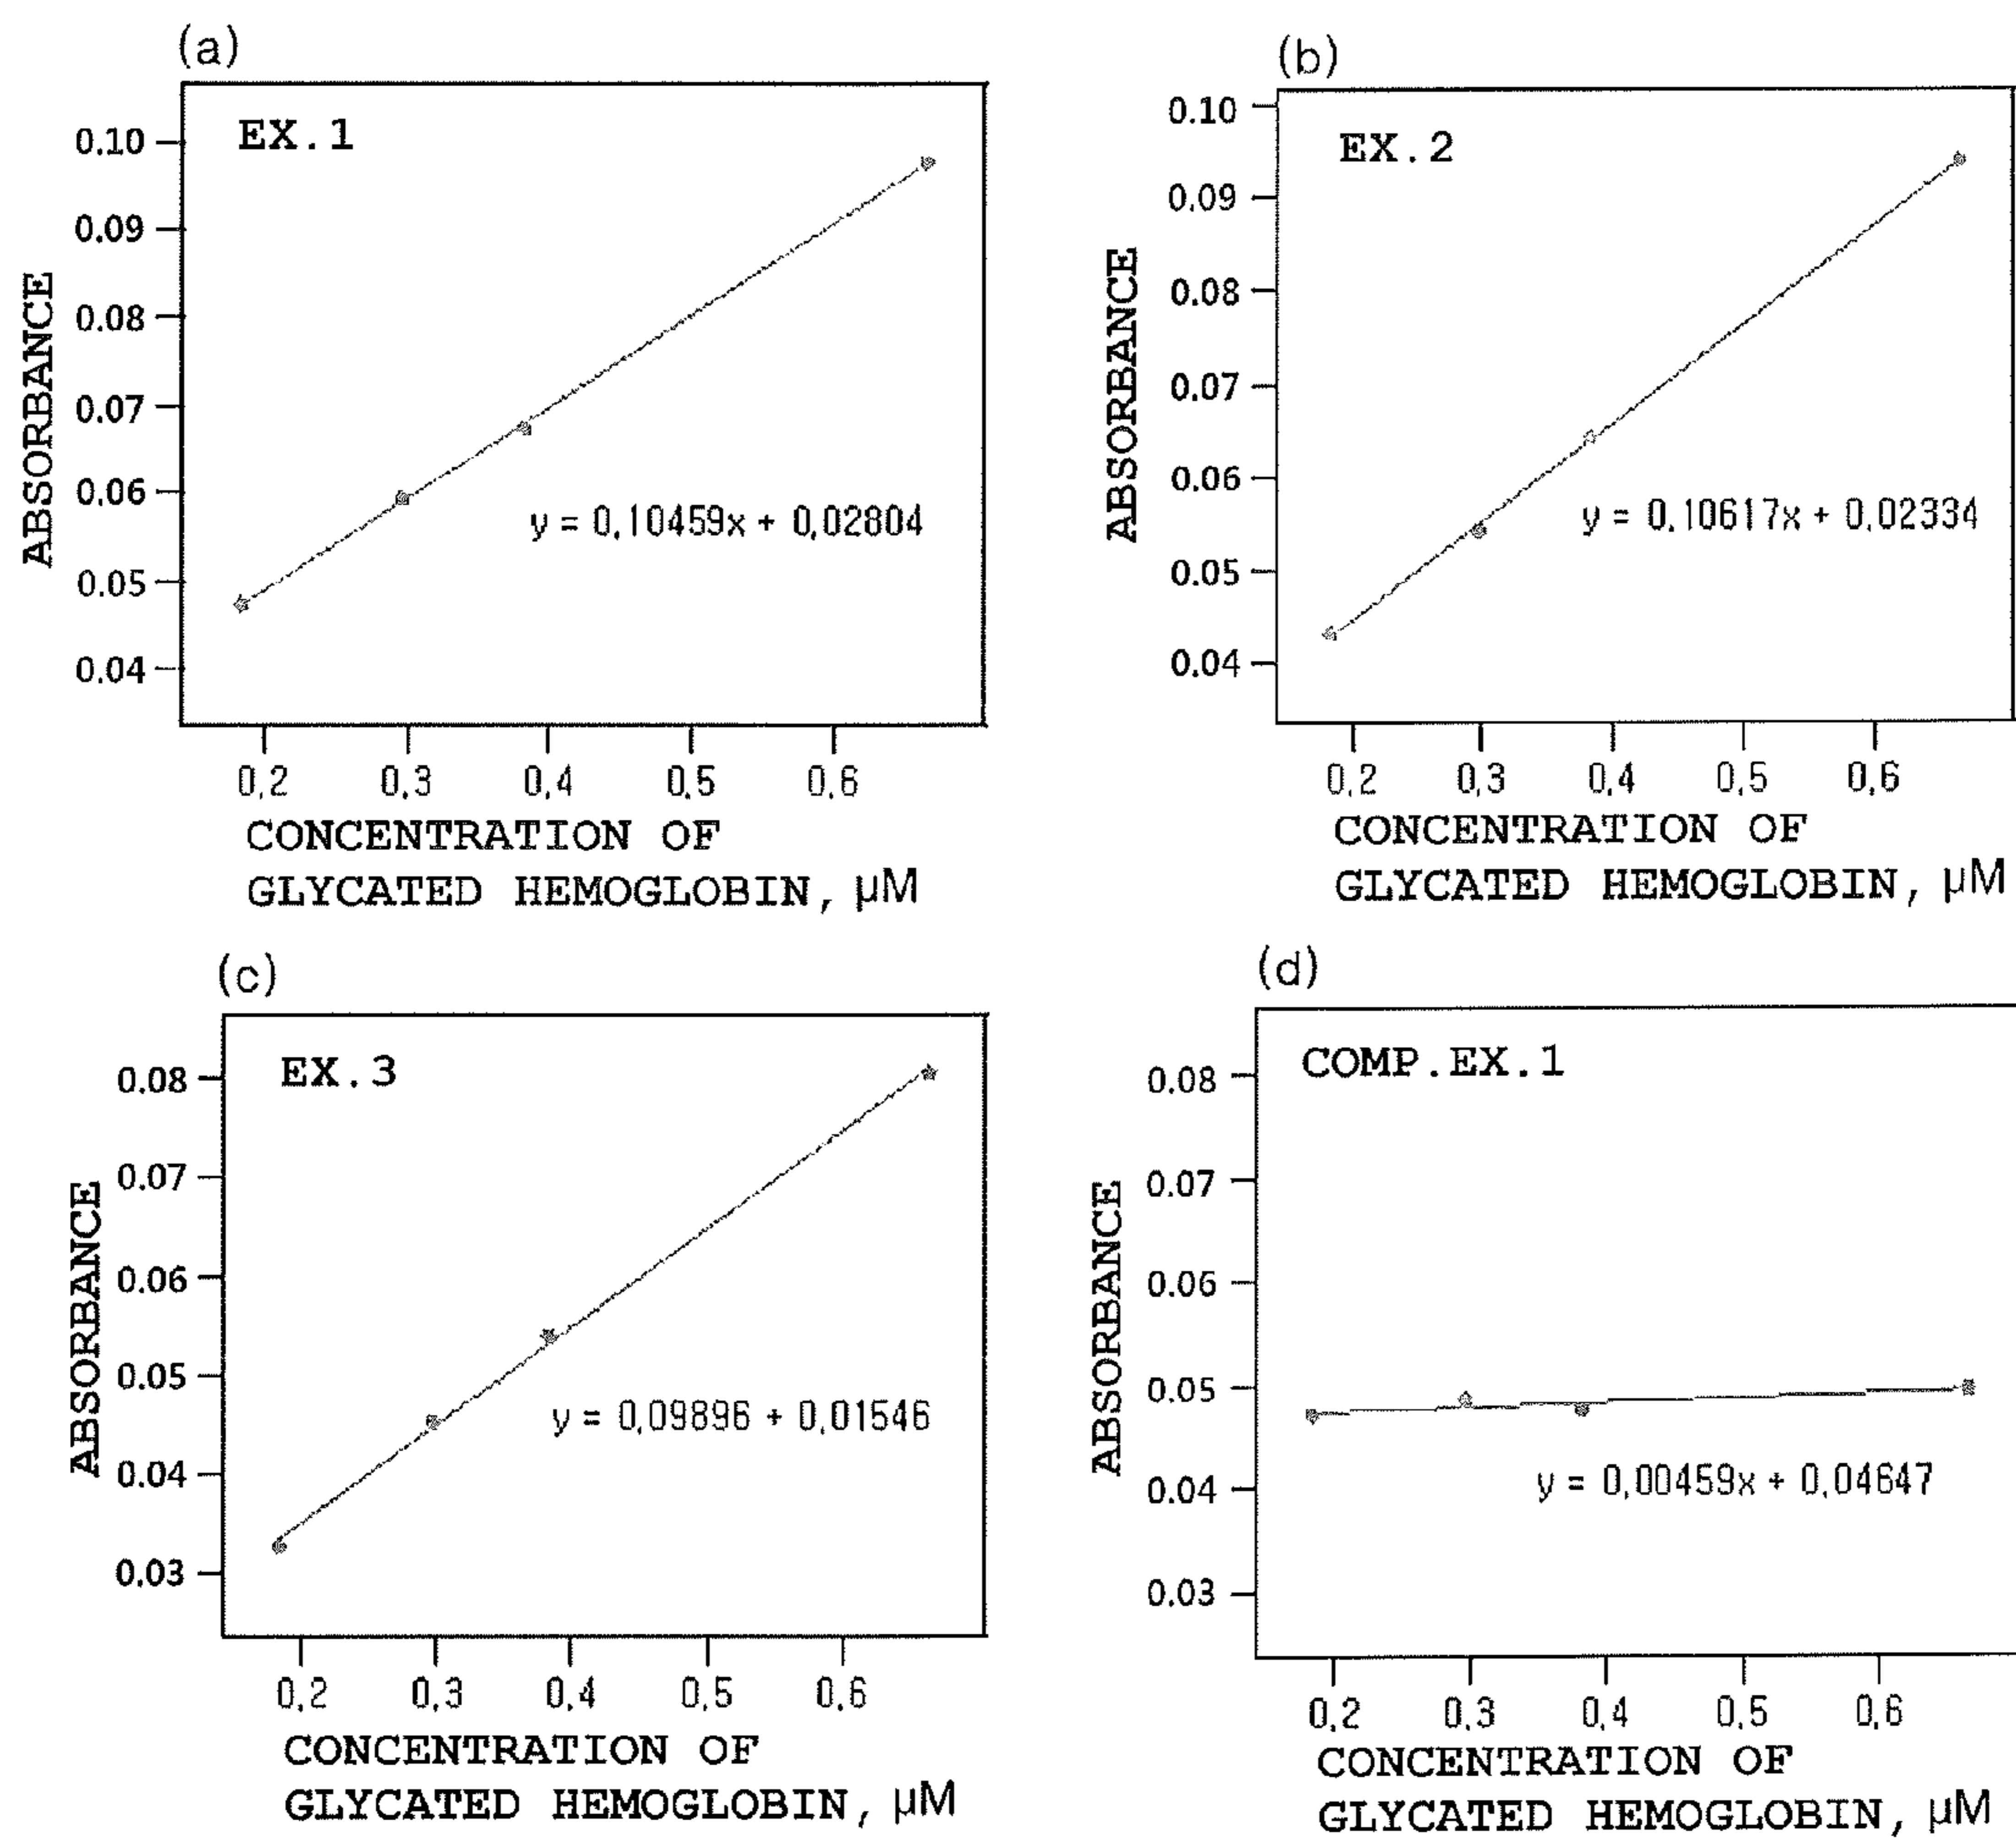 (a)
EX.1
ABSORBANCE
0.10
0.09
0.08
0.07
0.06
0.05
0.04
y = 0.10459x + 0.02804
0.2 0.3 0.4 0.5 0.6
CONCENTRATION OF
GLYCATED HEMOGLOBIN, µM
(b)
EX.2
ABSORBANCE
0.10
0.09
0.08
0.07
0.06
0.05
0.04
y = 0.10617x + 0.02334
0.2 0.3 0.4 0.5 0.6
CONCENTRATION OF
GLYCATED HEMOGLOBIN, µM
(c)
EX.3
ABSORBANCE
0.08
0.07
0.06
0.05
0.04
0.03
y = 0.09896 + 0.01546
0.2 0.3 0.4 0.5 0.6
CONCENTRATION OF
GLYCATED HEMOGLOBIN, µM
(d)
COMP.EX.1
ABSORBANCE
0.08
0.07
0.06
0.05
0.04
0.03
y = 0.00459x + 0.04647
0.2 0.3 0.4 0.5 0.6
CONCENTRATION OF
GLYCATED HEMOGLOBIN, µM